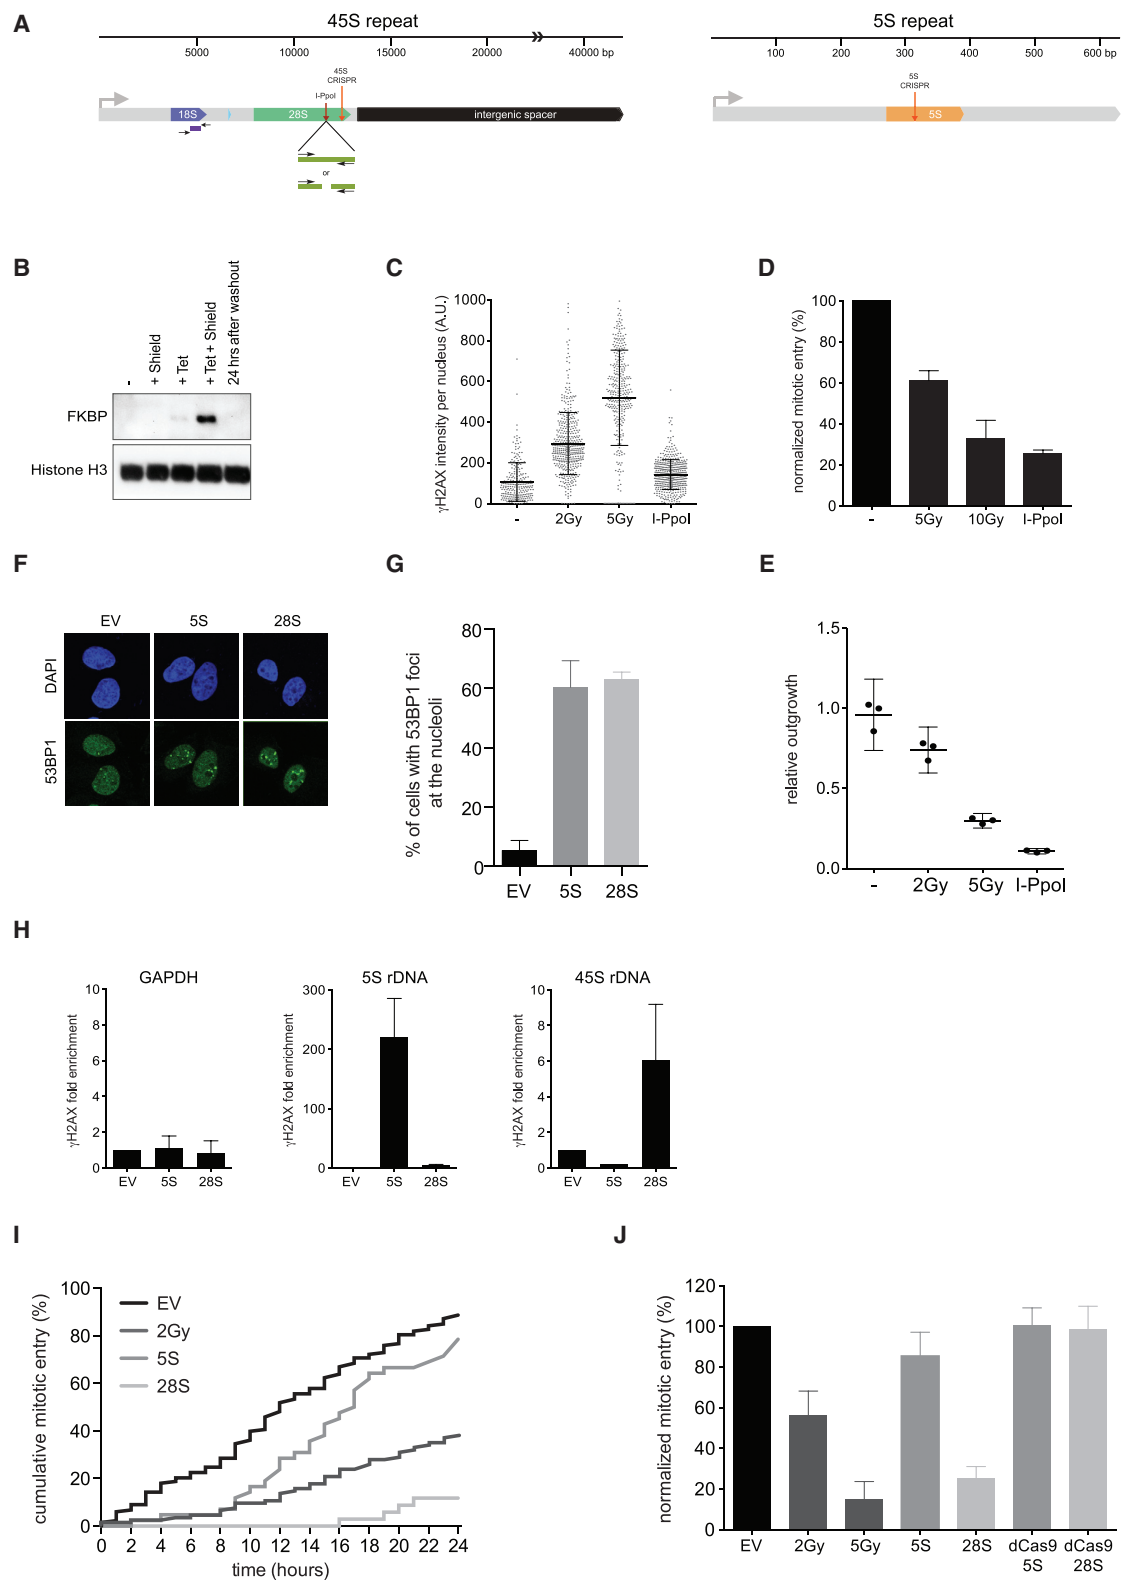 A
45S repeat
5000
10000
15000
20000
40000 bp
45S
CRISPR
I-PpoI
18S
28S
intergenic spacer
or
5S repeat
100
200
300
400
500
600 bp
5S
CRISPR
5S
B
-
+ Shield
+ Tet
+ Tet + Shield
24 hrs after washout
FKBP
Histone H3
C
γH2AX intensity per nucleus (A.U.)
1000
800
600
400
200
0
-
2Gy
5Gy
I-PpoI
D
normalized mitotic entry (%)
100
80
60
40
20
0
-
5Gy
10Gy
I-PpoI
F
EV
5S
28S
DAPI
53BP1
G
% of cells with 53BP1 foci
at the nucleoli
80
60
40
20
0
EV
5S
28S
E
relative outgrowth
1.5
1.0
0.5
0.0
-
2Gy
5Gy
I-PpoI
H
GAPDH
γH2AX fold enrichment
10
8
6
4
2
0
EV
5S
28S
5S rDNA
γH2AX fold enrichment
300
200
100
0
EV
5S
28S
45S rDNA
γH2AX fold enrichment
10
8
6
4
2
0
EV
5S
28S
I
cumulative mitotic entry (%)
100
80
60
40
20
0
EV
2Gy
5S
28S
0 2 4 6 8 10 12 14 16 18 20 22 24
time (hours)
J
normalized mitotic entry (%)
120
100
80
60
40
20
0
EV
2Gy
5Gy
5S
28S
dCas9
5S
dCas9
28S